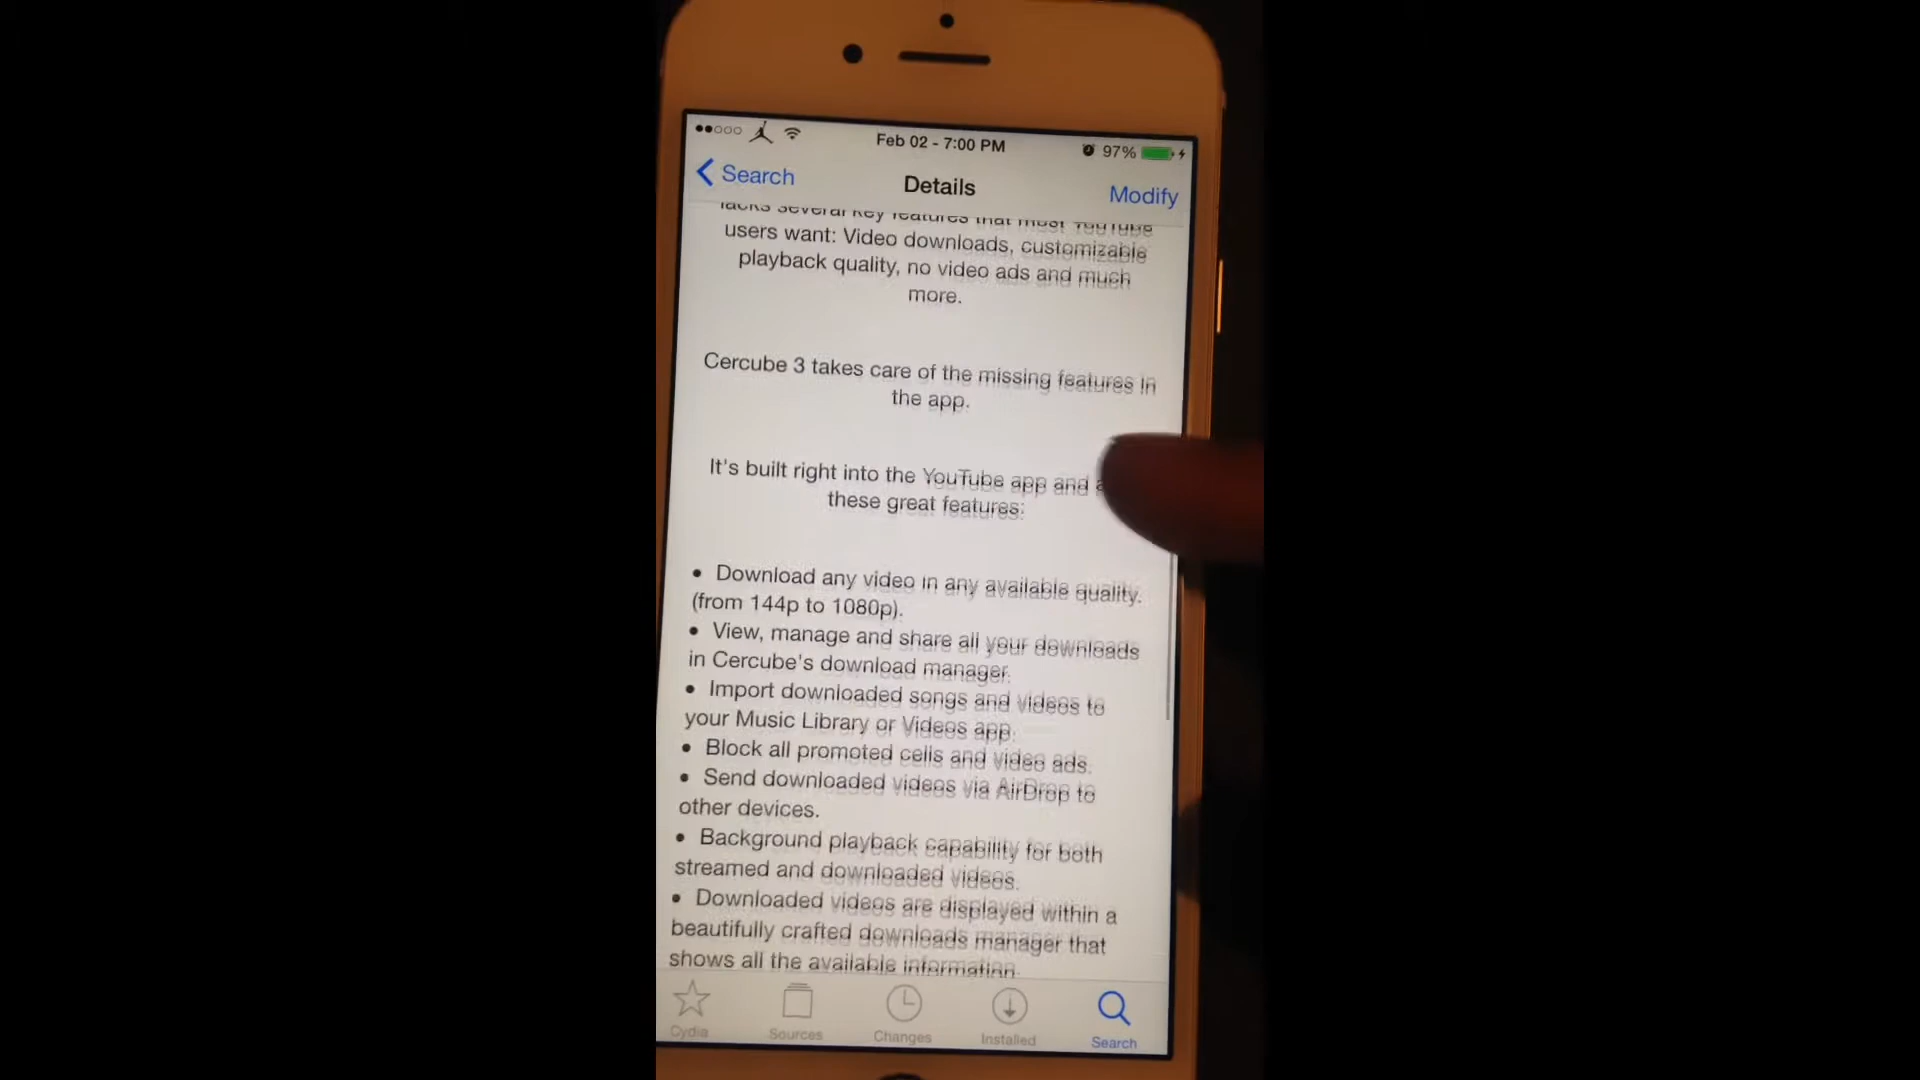 Feb 02 - 7:00 PM
97%
Search
Details
Modify
lacks several key features that most YouTube
users want: Video downloads, customizable
playback quality, no video ads and much
more.
Cercube 3 takes care of the missing features in
the app.
It's built right into the YouTube app and
these great features:
• Download any video in any available quality.
(from 144p to 1080p).
• View, manage and share all your downloads
in Cercube's download manager.
• Import downloaded songs and videos to
your Music Library or Videos app.
• Block all promoted cells and video ads.
• Send downloaded videos via AirDrop to
other devices.
• Background playback capability for both
streamed and downloaded videos.
• Downloaded videos are displayed within a
beautifully crafted downloads manager that
shows all the available information
Cydia
Sources
Changes
Installed
Search